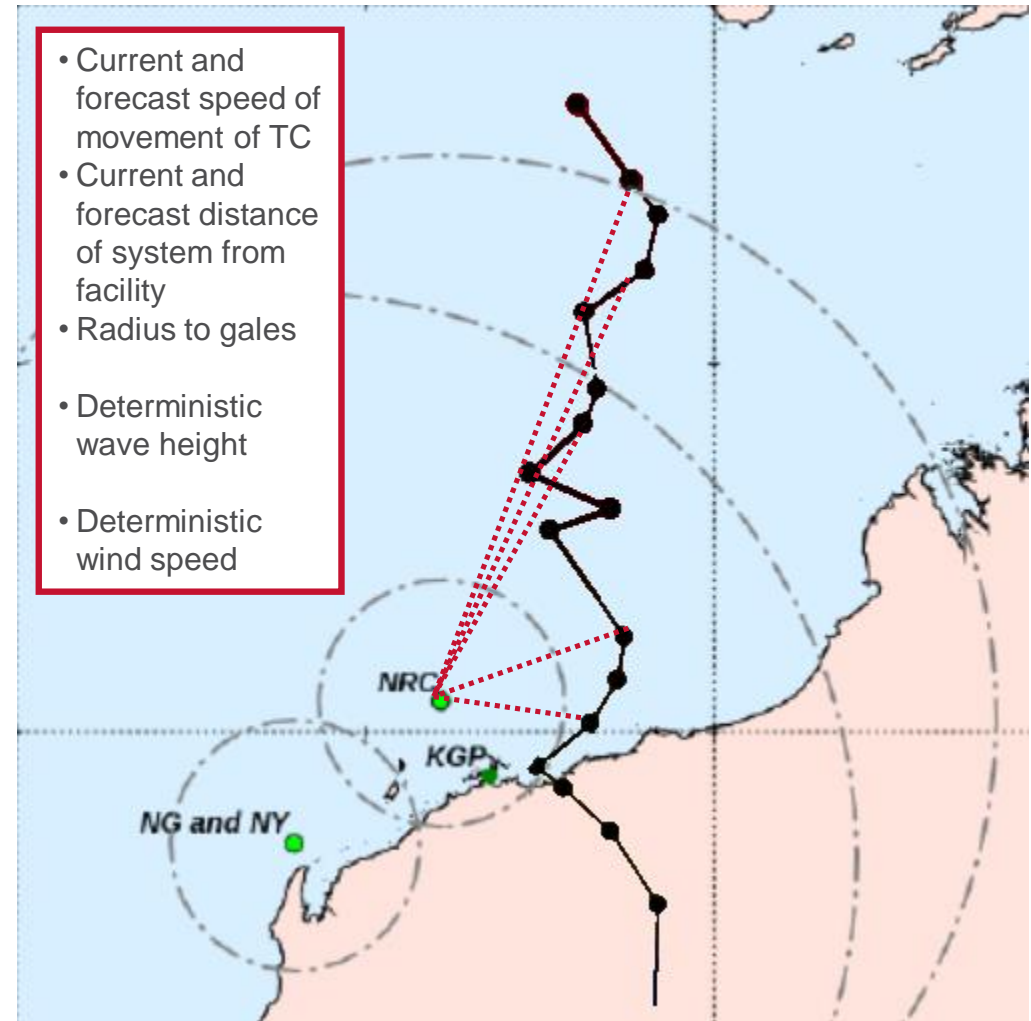 • Current and
forecast speed of
movement of TC
• Current and
forecast distance
of system from
facility
• Radius to gales
• Deterministic
wave height
• Deterministic
wind speed
NRC
KGP
NG and NY